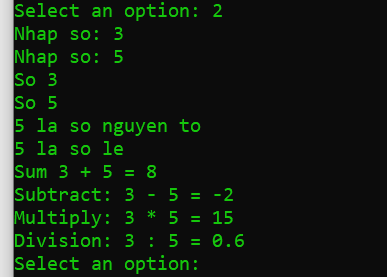 Select an option: 2
Nhap so: 3
Nhap so: 5
So 3
So 5
5 la so nguyen to
5 la so le
Sum 3 + 5 = 8
Subtract: 3 - 5 = -2
Multiply: 3 * 5 = 15
Division: 3 : 5 = 0.6
Select an option: